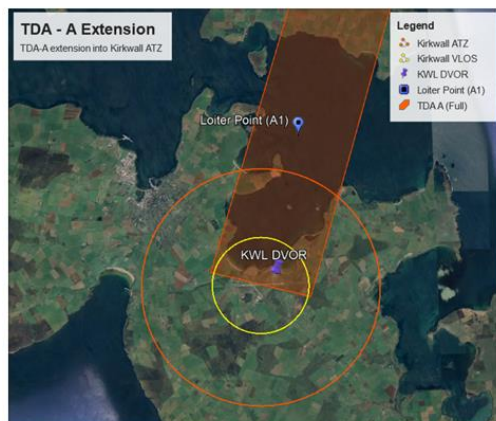 TDA - A Extension
TDA-A extension into Kirkwall ATZ
Legend
Kirkwall ATZ
Kirkwall VLOS
KWL DVOR
Loiter Point (A1)
TDA A (Full)
Loiter Point (A1)
KWL DVOR